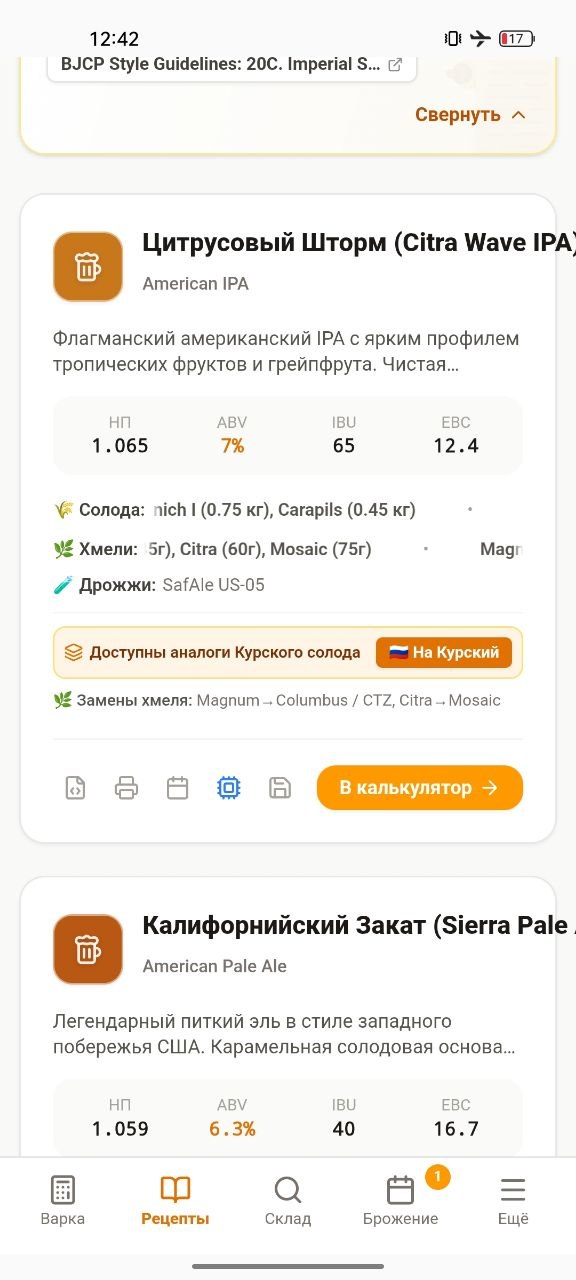 12:42
17
BJCP Style Guidelines: 20C. Imperial S...
Свернуть
Цитрусовый Шторм (Citra Wave IPA)
American IPA
Флагманский американский IPA с ярким профилем
тропических фруктов и грейпфрута. Чистая...
НП ABV IBU EBC
1.065 7% 65 12.4
🌾 Солода: nich I (0.75 кг), Carapils (0.45 кг) •
🌿 Хмели: 5г), Citra (60г), Mosaic (75г) • Magn
🧪 Дрожжи: SafAle US-05
Доступны аналоги Курского солода 🇷🇺 На Курский
🌿 Замены хмеля: Magnum→Columbus / CTZ, Citra→Mosaic
В калькулятор →
Калифорнийский Закат (Sierra Pale
American Pale Ale
Легендарный питкий эль в стиле западного
побережья США. Карамельная солодовая основа...
НП ABV IBU EBC
1.059 6.3% 40 16.7
1
Варка Рецепты Склад Брожение Ещё